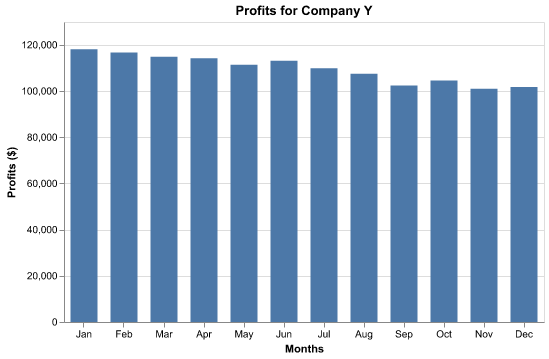 Profits for Company Y
Profits ($)
120,000
100,000
80,000
60,000
40,000
20,000
0
Jan Feb Mar Apr May Jun Jul Aug Sep Oct Nov Dec
Months